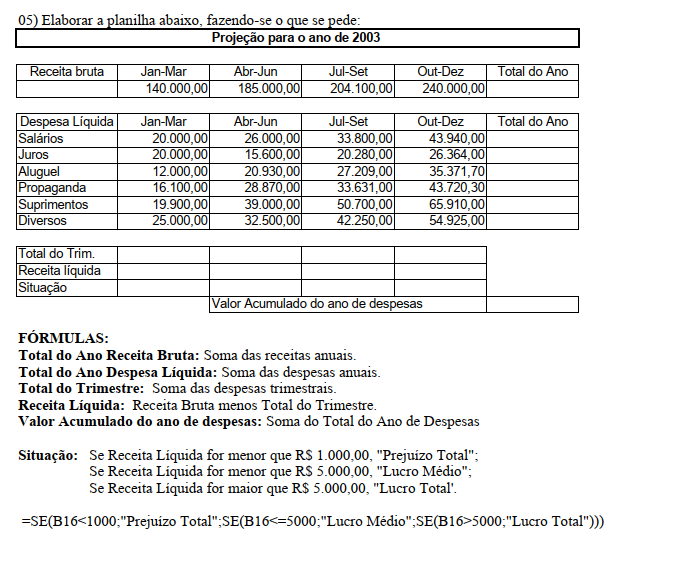 05) Elaborar a planilha abaixo, fazendo-se o que se pede:
Projeção para o ano de 2003
Receita bruta Jan-Mar Abr-Jun Jul-Set Out-Dez Total do Ano
140.000,00 185.000,00 204.100,00 240.000,00
Despesa Líquida Jan-Mar Abr-Jun Jul-Set Out-Dez Total do Ano
Salários 20.000,00 26.000,00 33.800,00 43.940,00
Juros 20.000,00 15.600,00 20.280,00 26.364,00
Aluguel 12.000,00 20.930,00 27.209,00 35.371,70
Propaganda 16.100,00 28.870,00 33.631,00 43.720,30
Suprimentos 19.900,00 39.000,00 50.700,00 65.910,00
Diversos 25.000,00 32.500,00 42.250,00 54.925,00
Total do Trim.
Receita líquida
Situação
Valor Acumulado do ano de despesas
FÓRMULAS:
Total do Ano Receita Bruta: Soma das receitas anuais.
Total do Ano Despesa Líquida: Soma das despesas anuais.
Total do Trimestre: Soma das despesas trimestrais.
Receita Líquida: Receita Bruta menos Total do Trimestre.
Valor Acumulado do ano de despesas: Soma do Total do Ano de Despesas
Situação: Se Receita Líquida for menor que R$ 1.000,00, "Prejuízo Total";
Se Receita Líquida for menor que R$ 5.000,00, "Lucro Médio";
Se Receita Líquida for maior que R$ 5.000,00, "Lucro Total'.
=SE(B16<1000;"Prejuízo Total";SE(B16<=5000;"Lucro Médio";SE(B16>5000;"Lucro Total")))